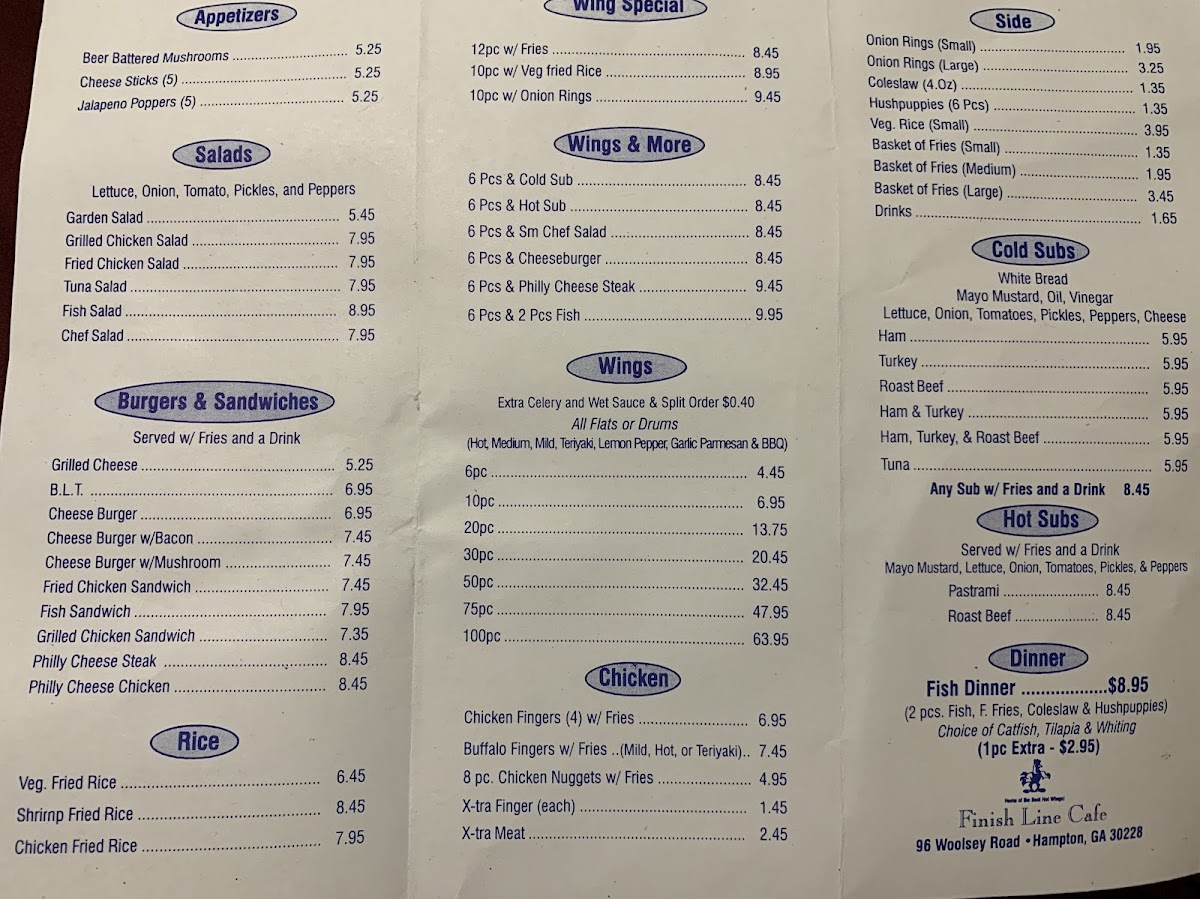 Appetizers
Beer Battered Mushrooms 5.25
Cheese Sticks (5) 5.25
Jalapeno Poppers (5) 5.25
Salads
Lettuce, Onion, Tomato, Pickles, and Peppers
Garden Salad 5.45
Grilled Chicken Salad 7.95
Fried Chicken Salad 7.95
Tuna Salad 7.95
Fish Salad 8.95
Chef Salad 7.95
Burgers & Sandwiches
Served w/ Fries and a Drink
Grilled Cheese 5.25
B.L.T. 6.95
Cheese Burger 6.95
Cheese Burger w/Bacon 7.45
Cheese Burger w/Mushroom 7.45
Fried Chicken Sandwich 7.45
Fish Sandwich 7.95
Grilled Chicken Sandwich 7.35
Philly Cheese Steak 8.45
Philly Cheese Chicken 8.45
Rice
Veg. Fried Rice 6.45
Shrirnp Fried Rice 8.45
Chicken Fried Rice 7.95
Wing Special
12pc w/ Fries 8.45
10pc w/ Veg fried Rice 8.95
10pc w/ Onion Rings 9.45
Wings & More
6 Pcs & Cold Sub 8.45
6 Pcs & Hot Sub 8.45
6 Pcs & Sm Chef Salad 8.45
6 Pcs & Cheeseburger 8.45
6 Pcs & Philly Cheese Steak 9.45
6 Pcs & 2 Pcs Fish 9.95
Wings
Extra Celery and Wet Sauce & Split Order $0.40
All Flats or Drums
(Hot, Medium, Mild, Teriyaki, Lemon Pepper, Garlic Parmesan & BBQ)
6pc 4.45
10pc 6.95
20pc 13.75
30pc 20.45
50pc 32.45
75pc 47.95
100pc 63.95
Chicken
Chicken Fingers (4) w/ Fries 6.95
Buffalo Fingers w/ Fries ..(Mild, Hot, or Teriyaki).. 7.45
8 pc. Chicken Nuggets w/ Fries 4.95
X-tra Finger (each) 1.45
X-tra Meat 2.45
Side
Onion Rings (Small) 1.95
Onion Rings (Large) 3.25
Coleslaw (4.Oz) 1.35
Hushpuppies (6 Pcs) 1.35
Veg. Rice (Small) 3.95
Basket of Fries (Small) 1.35
Basket of Fries (Medium) 1.95
Basket of Fries (Large) 3.45
Drinks 1.65
Cold Subs
White Bread
Mayo Mustard, Oil, Vinegar
Lettuce, Onion, Tomatoes, Pickles, Peppers, Cheese
Ham 5.95
Turkey 5.95
Roast Beef 5.95
Ham & Turkey 5.95
Ham, Turkey, & Roast Beef 5.95
Tuna 5.95
Any Sub w/ Fries and a Drink 8.45
Hot Subs
Served w/ Fries and a Drink
Mayo Mustard, Lettuce, Onion, Tomatoes, Pickles, & Peppers
Pastrami 8.45
Roast Beef 8.45
Dinner
Fish Dinner $8.95
(2 pcs. Fish, F. Fries, Coleslaw & Hushpuppies)
Choice of Catfish, Tilapia & Whiting
(1pc Extra - $2.95)
Home of the Best Hot Wings!
Finish Line Cafe
96 Woolsey Road • Hampton, GA 30228